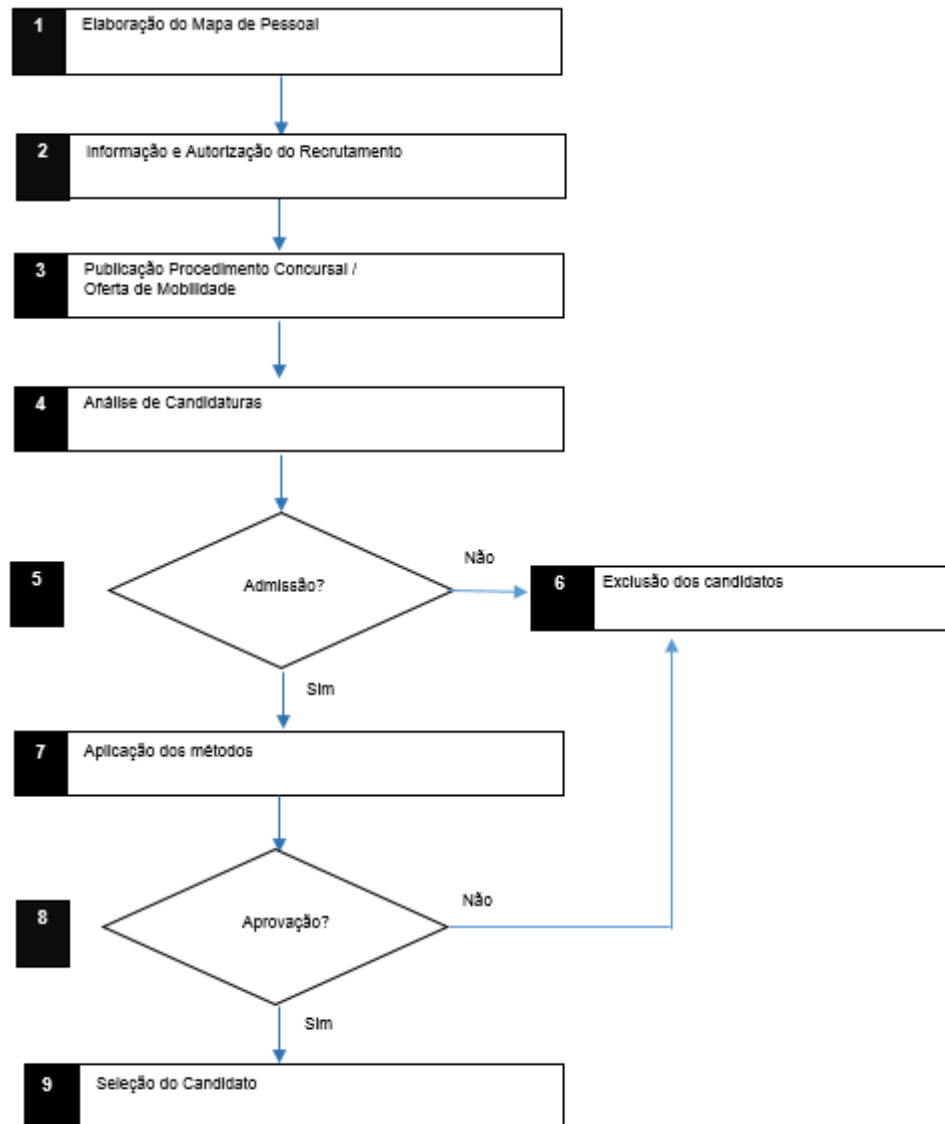 1
Elaboração do Mapa de Pessoal
2
Informação e Autorização do Recrutamento
3
Publicação Procedimento Concursal /
Oferta de Mobilidade
4
Análise de Candidaturas
5
Admissão?
Não
6
Exclusão dos candidatos
Sim
7
Aplicação dos métodos
8
Aprovação?
Não
Sim
9
Seleção do Candidato